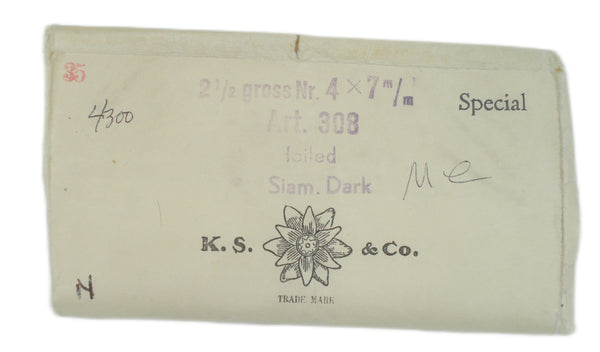 35
2½ gross Nr. 4 × 7 m/m
Special
4300
Art. 308
foiled
Siam. Dark
K. S. & Co.
TRADE MARK
N